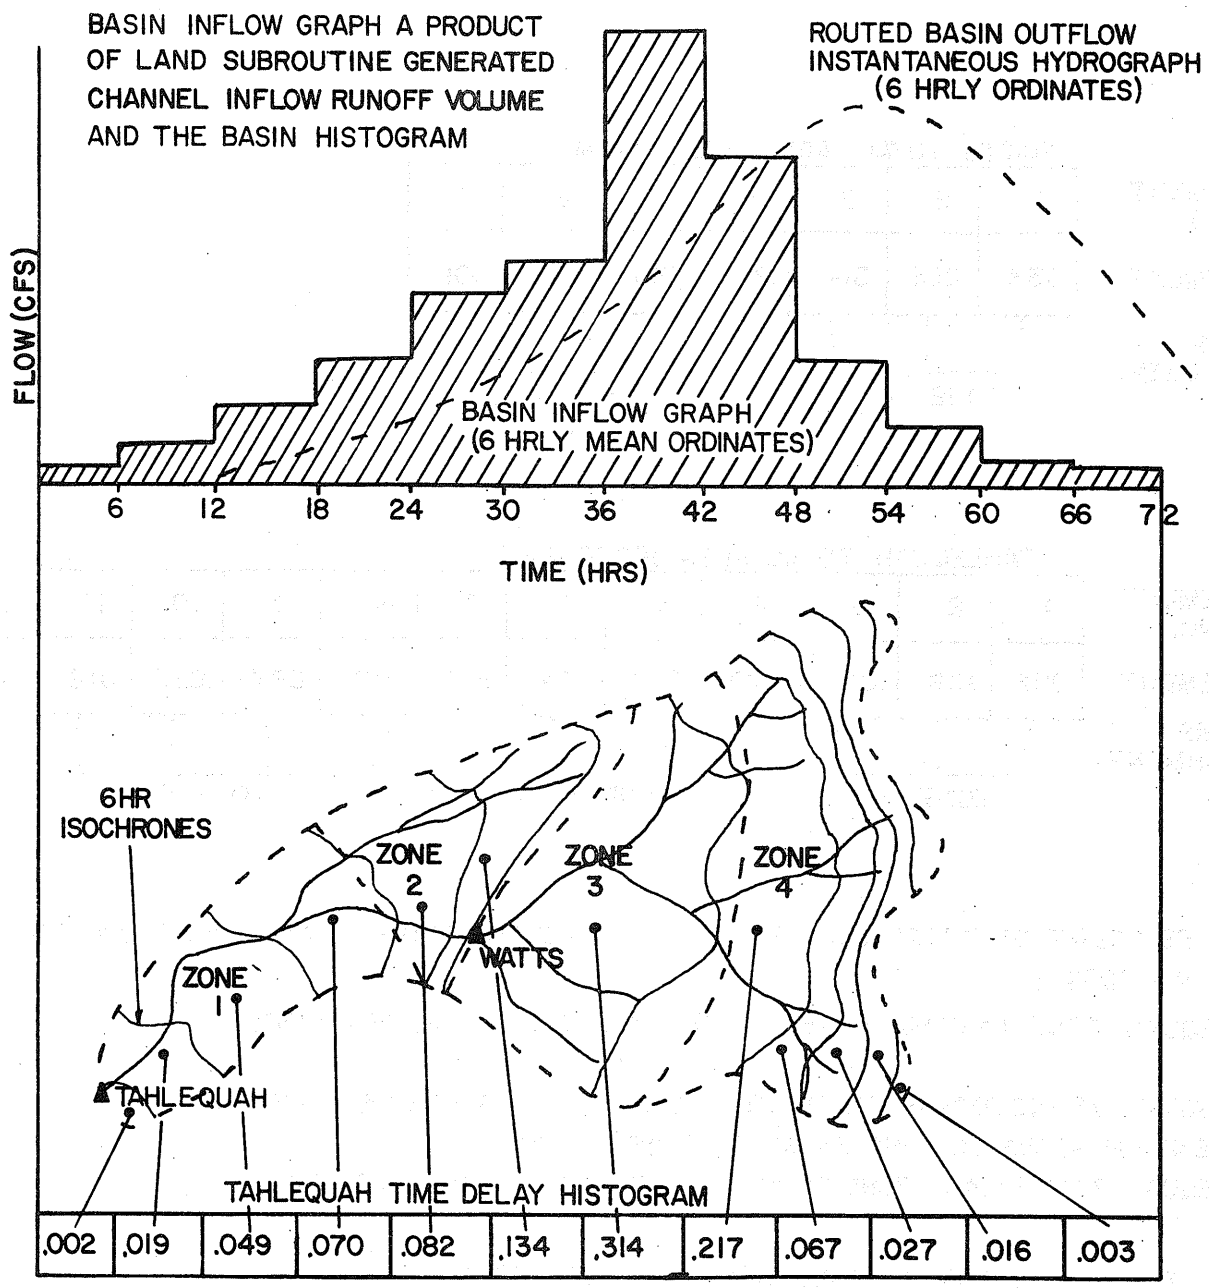 BASIN INFLOW GRAPH A PRODUCT
OF LAND SUBROUTINE GENERATED
CHANNEL INFLOW RUNOFF VOLUME
AND THE BASIN HISTOGRAM
ROUTED BASIN OUTFLOW
INSTANTANEOUS HYDROGRAPH
(6 HRLY ORDINATES)
FLOW (CFS)
BASIN INFLOW GRAPH
(6 HRLY MEAN ORDINATES)
6 12 18 24 30 36 42 48 54 60 66 72
TIME (HRS)
6HR
ISOCHRONES
ZONE
2
ZONE
3
ZONE
4
WATTS
ZONE
1
TAHLEQUAH
TAHLEQUAH TIME DELAY HISTOGRAM
.002 .019 .049 .070 .082 .134 .314 .217 .067 .027 .016 .003